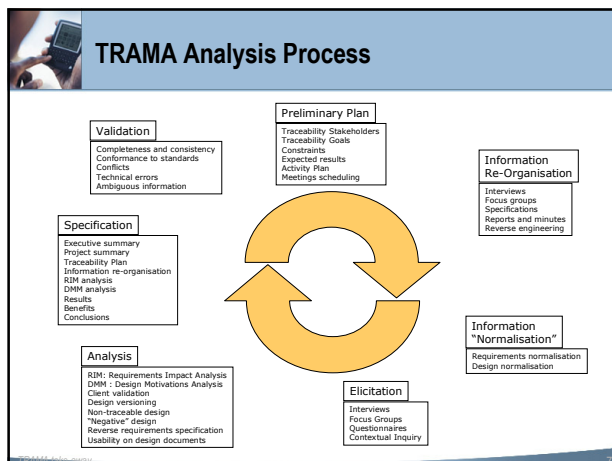 TRAMA Analysis Process
Preliminary Plan
Traceability Stakeholders
Traceability Goals
Constraints
Expected results
Activity Plan
Meetings scheduling
Information
Re-Organisation
Interviews
Focus groups
Specifications
Reports and minutes
Reverse engineering
Information
“Normalisation”
Requirements normalisation
Design normalisation
Elicitation
Interviews
Focus Groups
Questionnaires
Contextual Inquiry
Analysis
RIM: Requirements Impact Analysis
DMM : Design Motivations Analysis
Client validation
Design versioning
Non-traceable design
“Negative” design
Reverse requirements specification
Usability on design documents
Specification
Executive summary
Project summary
Traceability Plan
Information re-organisation
RIM analysis
DMM analysis
Results
Benefits
Conclusions
Validation
Completeness and consistency
Conformance to standards
Conflicts
Technical errors
Ambiguous information
TRAMA take away